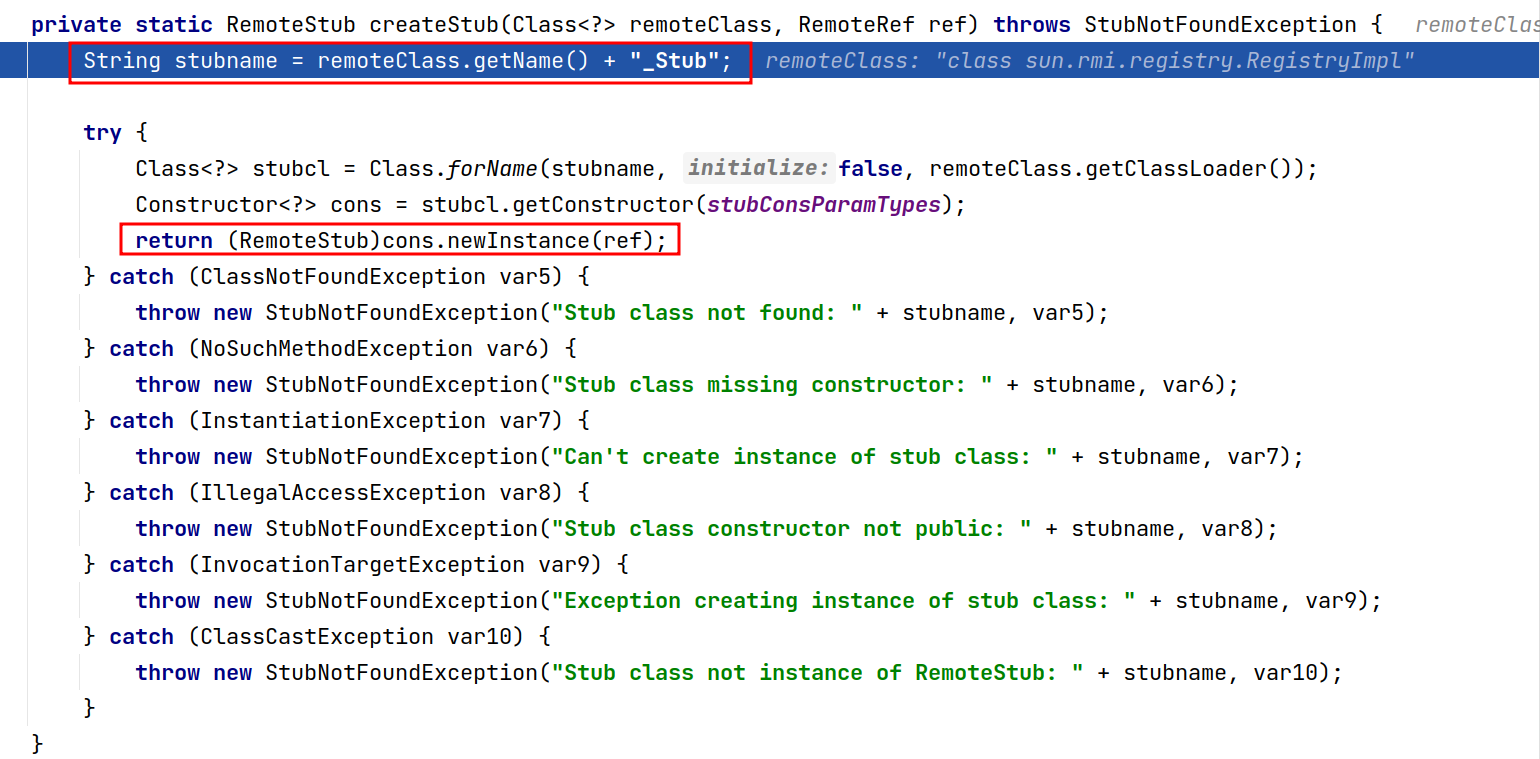 private static RemoteStub createStub(Class<?> remoteClass, RemoteRef ref) throws StubNotFoundException {  remoteClas
String stubname = remoteClass.getName() + "_Stub";  remoteClass: "class sun.rmi.registry.RegistryImpl"
try {
Class<?> stubcl = Class.forName(stubname, initialize: false, remoteClass.getClassLoader());
Constructor<?> cons = stubcl.getConstructor(stubConsParamTypes);
return (RemoteStub)cons.newInstance(ref);
} catch (ClassNotFoundException var5) {
throw new StubNotFoundException("Stub class not found: " + stubname, var5);
} catch (NoSuchMethodException var6) {
throw new StubNotFoundException("Stub class missing constructor: " + stubname, var6);
} catch (InstantiationException var7) {
throw new StubNotFoundException("Can't create instance of stub class: " + stubname, var7);
} catch (IllegalAccessException var8) {
throw new StubNotFoundException("Stub class constructor not public: " + stubname, var8);
} catch (InvocationTargetException var9) {
throw new StubNotFoundException("Exception creating instance of stub class: " + stubname, var9);
} catch (ClassCastException var10) {
throw new StubNotFoundException("Stub class not instance of RemoteStub: " + stubname, var10);
}
}